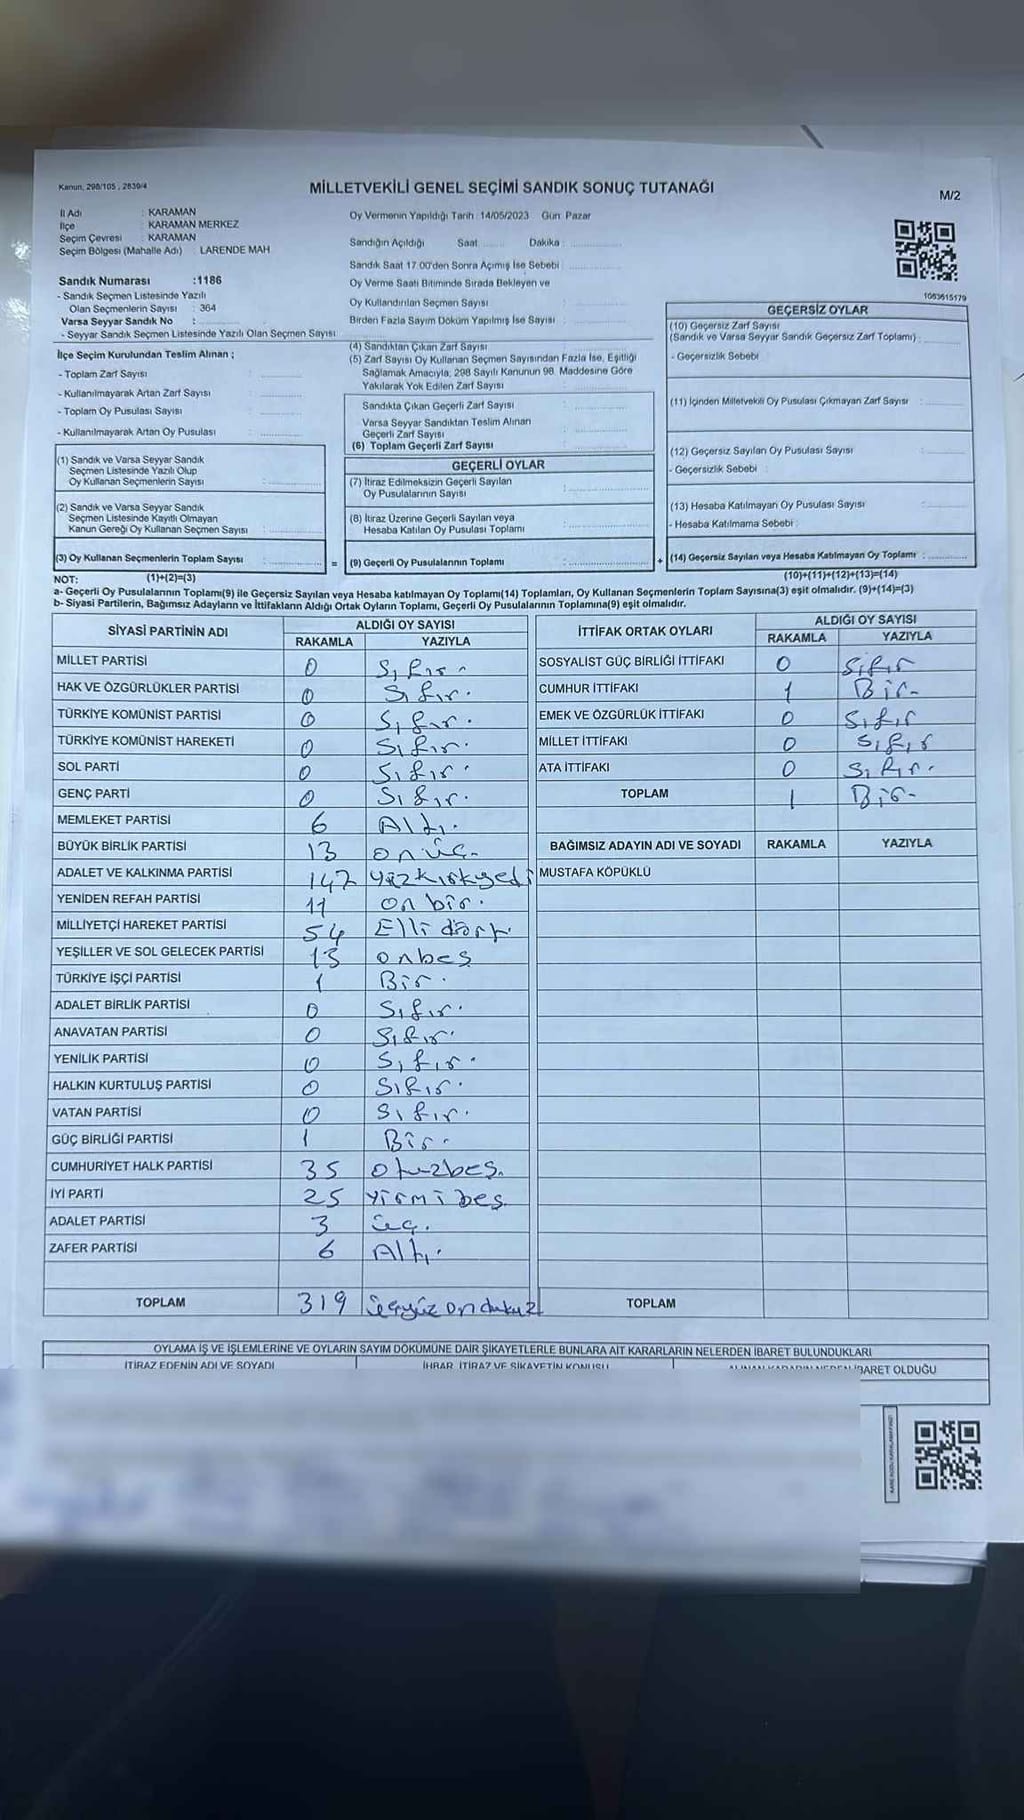 Kanun, 298/105 , 2839/4
MİLLETVEKİLİ GENEL SEÇİMİ SANDIK SONUÇ TUTANAĞI
M/2
İl Adı : KARAMAN
İlçe : KARAMAN MERKEZ
Seçim Çevresi : KARAMAN
Seçim Bölgesi (Mahalle Adı) : LARENDE MAH
Sandık Numarası :1186
- Sandık Seçmen Listesinde Yazılı
Olan Seçmenlerin Sayısı : 364
Varsa Seyyar Sandık No :
- Seyyar Sandık Seçmen Listesinde Yazılı Olan Seçmen Sayısı
Oy Vermenin Yapıldığı Tarih :14/05/2023 Gün: Pazar
Sandığın Açıldığı Saat ........ Dakika : ........
Sandık Saat 17.00'den Sonra Açımış İse Sebebi : ........
Oy Verme Saati Bitiminde Sırada Bekleyen ve
Oy Kullandırılan Seçmen Sayısı
Birden Fazla Sayım Döküm Yapılmış İse Sayısı
1083615179
İlçe Seçim Kurulundan Teslim Alınan ;
- Toplam Zarf Sayısı
- Kullanılmayarak Artan Zarf Sayısı
- Toplam Oy Pusulası Sayısı
- Kullanılmayarak Artan Oy Pusulası
(1) Sandık ve Varsa Seyyar Sandık
Seçmen Listesinde Yazılı Olup
Oy Kullanan Seçmenlerin Sayısı
(2) Sandık ve Varsa Seyyar Sandık
Seçmen Listesinde Kayıtlı Olmayan
Kanun Gereği Oy Kullanan Seçmen Sayısı
(3) Oy Kullanan Seçmenlerin Toplam Sayısı
=
(4) Sandıktan Çıkan Zarf Sayısı
(5) Zarf Sayısı Oy Kullanan Seçmen Sayısından Fazla İse, Eşitliği
Sağlamak Amacıyla, 298 Sayılı Kanunun 98. Maddesine Göre
Yakılarak Yok Edilen Zarf Sayısı
Sandıkta Çıkan Geçerli Zarf Sayısı
Varsa Seyyar Sandıktan Teslim Alınan
Geçerli Zarf Sayısı
(6) Toplam Geçerli Zarf Sayısı
GEÇERLİ OYLAR
(7) İtiraz Edilmeksizin Geçerli Sayılan
Oy Pusulalarının Sayısı
(8) İtiraz Üzerine Geçerli Sayılan veya
Hesaba Katılan Oy Pusulası Toplamı
(9) Geçerli Oy Pusulalarının Toplamı
+
GEÇERSİZ OYLAR
(10) Geçersiz Zarf Sayısı
(Sandık ve Varsa Seyyar Sandık Geçersiz Zarf Toplamı)
- Geçersizlik Sebebi
(11) İçinden Milletvekili Oy Pusulası Çıkmayan Zarf Sayısı
(12) Geçersiz Sayılan Oy Pusulası Sayısı
- Geçersizlik Sebebi
(13) Hesaba Katılmayan Oy Pusulası Sayısı
- Hesaba Katılmama Sebebi
(14) Geçersiz Sayılan veya Hesaba Katılmayan Oy Toplamı
NOT: (1)+(2)=(3)
(10)+(11)+(12)+(13)=(14)
a- Geçerli Oy Pusulalarının Toplamı(9) ile Geçersiz Sayılan veya Hesaba katılmayan Oy Toplamı(14) Toplamları, Oy Kullanan Seçmenlerin Toplam Sayısına(3) eşit olmalıdır. (9)+(14)=(3)
b- Siyasi Partilerin, Bağımsız Adayların ve İttifakların Aldığı Ortak Oyların Toplamı, Geçerli Oy Pusulalarının Toplamına(9) eşit olmalıdır.
SİYASİ PARTİNİN ADI ALDIĞI OY SAYISI
RAKAMLA YAZIYLA
MİLLET PARTİSİ 0 Sıfır
HAK VE ÖZGÜRLÜKLER PARTİSİ 0 Sıfır.
TÜRKİYE KOMÜNİST PARTİSİ 0 Sıfır.
TÜRKİYE KOMÜNİST HAREKETİ 0 Sıfır.
SOL PARTİ 0 Sıfır.
GENÇ PARTİ 0 Sıfır.
MEMLEKET PARTİSİ 6 Altı.
BÜYÜK BİRLİK PARTİSİ 13 onüç.
ADALET VE KALKINMA PARTİSİ 147 yüzkırkyedi
YENİDEN REFAH PARTİSİ 11 on bir.
MİLLİYETÇİ HAREKET PARTİSİ 54 Elli dört.
YEŞİLLER VE SOL GELECEK PARTİSİ 15 onbeş
TÜRKİYE İŞÇİ PARTİSİ 1 Bir.
ADALET BİRLİK PARTİSİ 0 Sıfır.
ANAVATAN PARTİSİ 0 Sıfır.
YENİLİK PARTİSİ 0 Sıfır.
HALKIN KURTULUŞ PARTİSİ 0 Sıfır.
VATAN PARTİSİ 0 Sıfır.
GÜÇ BİRLİĞİ PARTİSİ 1 Bir.
CUMHURİYET HALK PARTİSİ 35 otuzbeş.
İYİ PARTİ 25 yirmi beş.
ADALET PARTİSİ 3 üç.
ZAFER PARTİSİ 6 Altı.
TOPLAM 319 üçyüz ondokuz
İTTİFAK ORTAK OYLARI ALDIĞI OY SAYISI
RAKAMLA YAZIYLA
SOSYALİST GÜÇ BİRLİĞİ İTTİFAKI 0 Sıfır
CUMHUR İTTİFAKI 1 Bir-
EMEK VE ÖZGÜRLÜK İTTİFAKI 0 Sıfır
MİLLET İTTİFAKI 0 Sıfır
ATA İTTİFAKI 0 Sıfır.
TOPLAM 1 Bir-
BAĞIMSIZ ADAYIN ADI VE SOYADI RAKAMLA YAZIYLA
MUSTAFA KÖPÜKLÜ
TOPLAM
OYLAMA İŞ VE İŞLEMLERİNE VE OYLARIN SAYIM DÖKÜMÜNE DAİR ŞİKAYETLERLE BUNLARA AİT KARARLARIN NELERDEN İBARET BULUNDUKLARI
İTİRAZ EDENİN ADI VE SOYADI İHBAR, İTİRAZ VE ŞİKAYETİN KONUSU ALINAN KARARIN NEDEN İBARET OLDUĞU